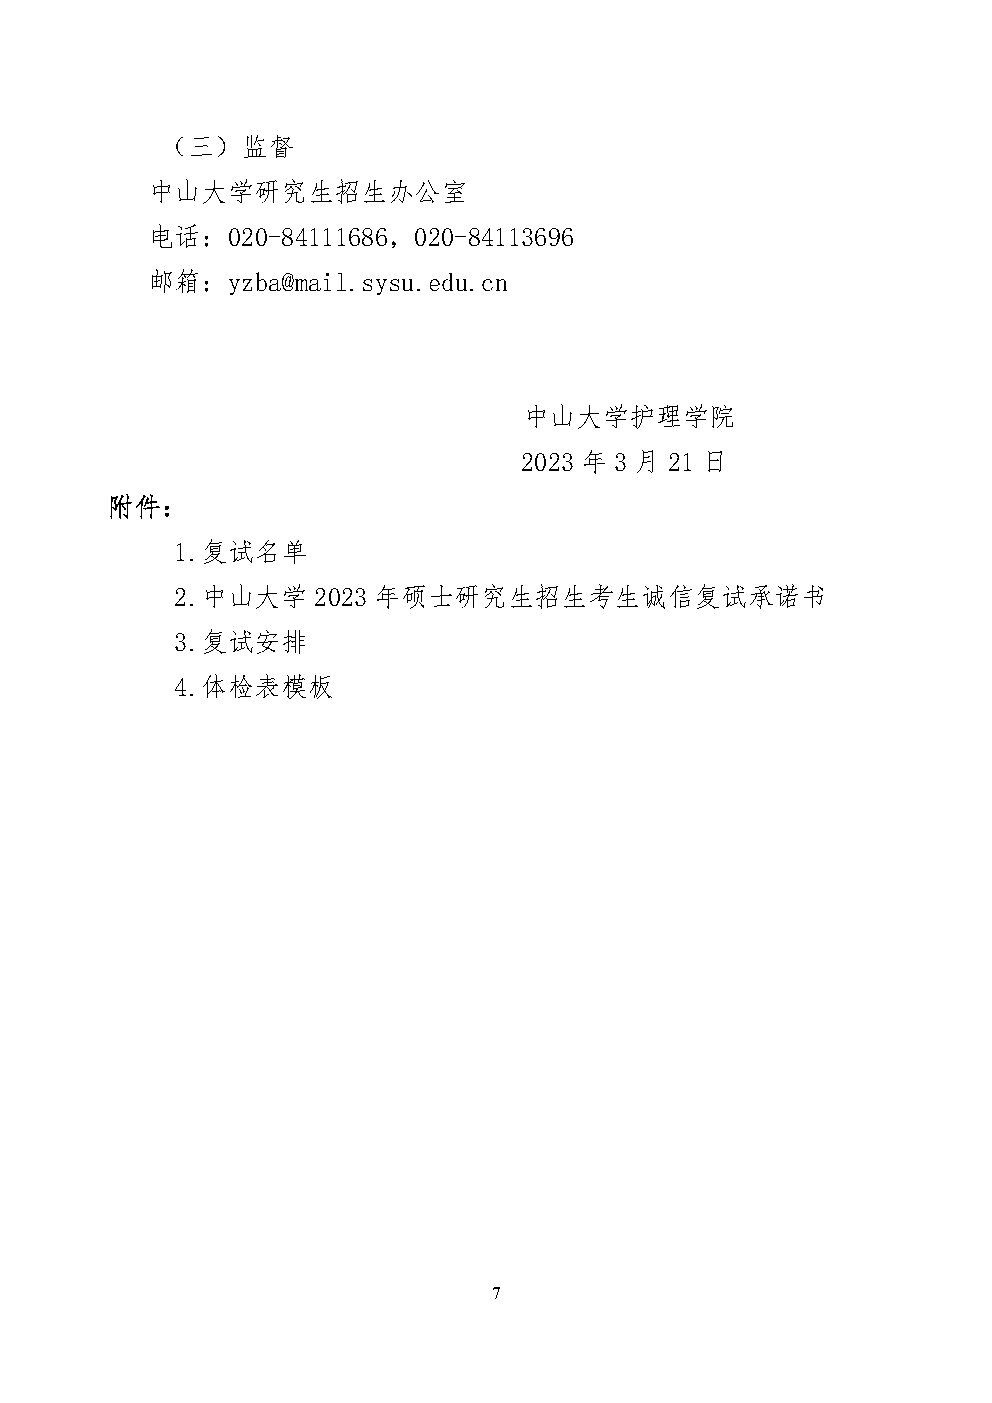 （三）监督
中山大学研究生招生办公室
电话：020-84111686，020-84113696
邮箱：yzba@mail.sysu.edu.cn
中山大学护理学院
2023 年 3 月 21 日
附件：
1.复试名单
2.中山大学 2023 年硕士研究生招生考生诚信复试承诺书
3.复试安排
4.体检表模板
7